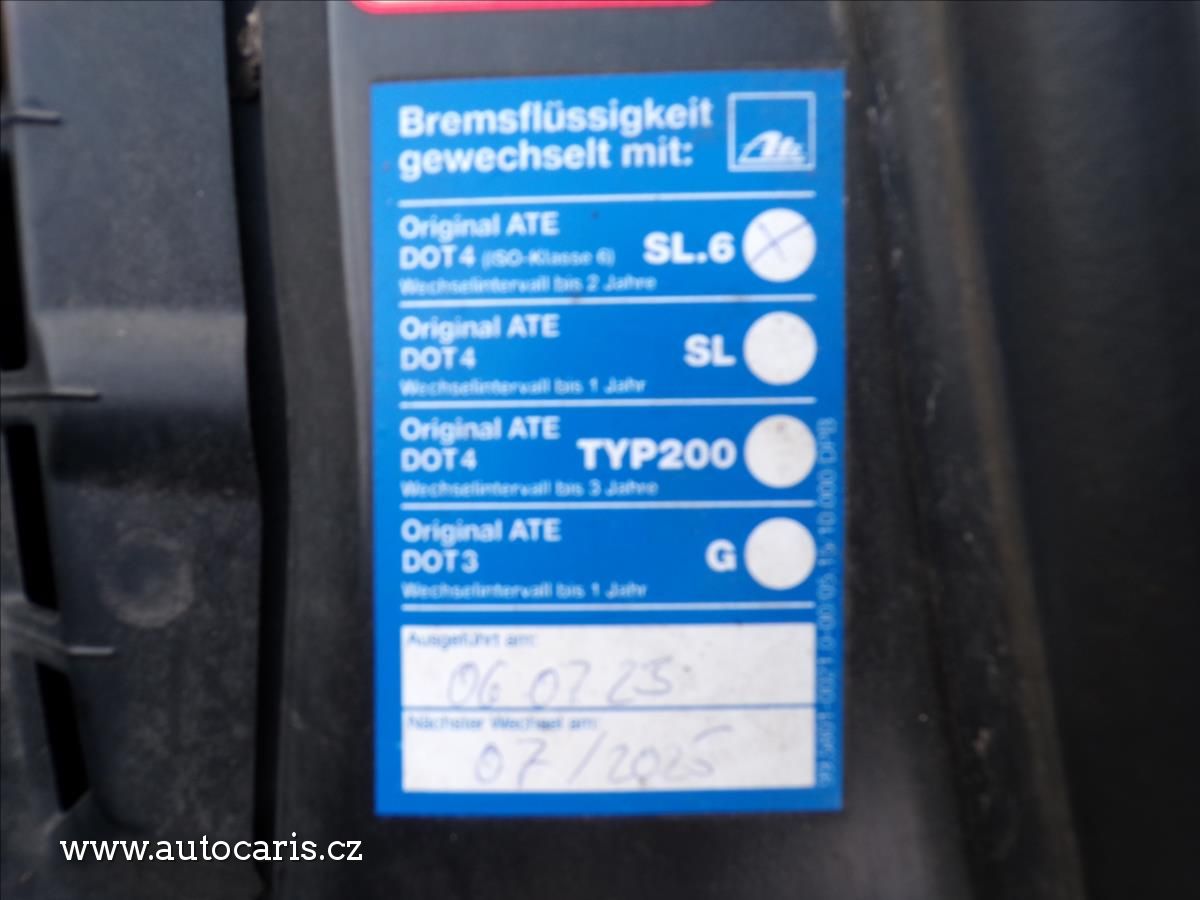 Bremsflüssigkeit
gewechselt mit:
Ate
Original ATE
DOT4 (ISO-Klasse 6) SL.6
Wechselintervall bis 2 Jahre
Original ATE
DOT4 SL
Wechselintervall bis 1 Jahr
Original ATE
DOT4 TYP200
Wechselintervall bis 3 Jahre
Original ATE
DOT3 G
Wechselintervall bis 1 Jahr
Ausgeführt am:
06 07 23
Nächster Wechsel am:
07/2025
www.autocaris.cz